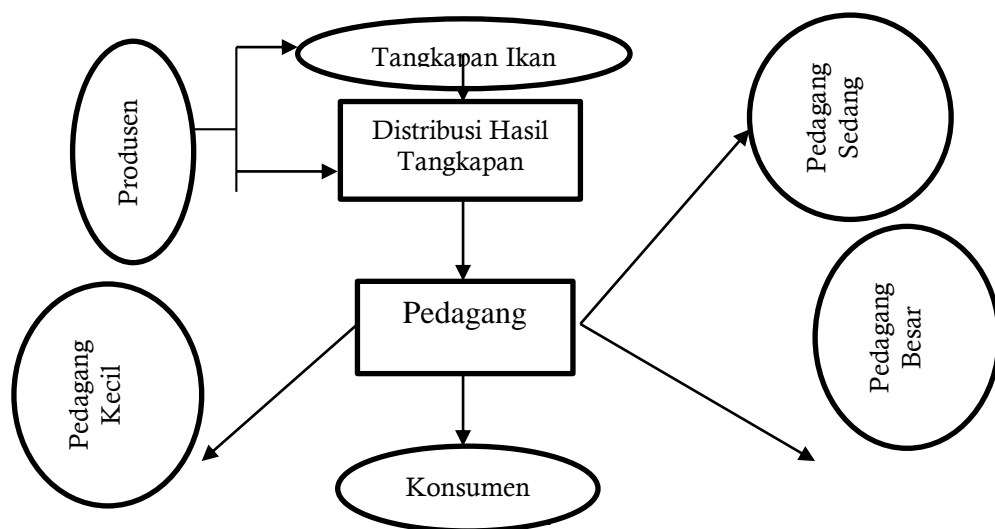 Tangkapan Ikan
Distribusi Hasil
Tangkapan
Produsen
Pedagang
Sedang
Pedagang
Pedagang
Besar
Pedagang
Kecil
Konsumen